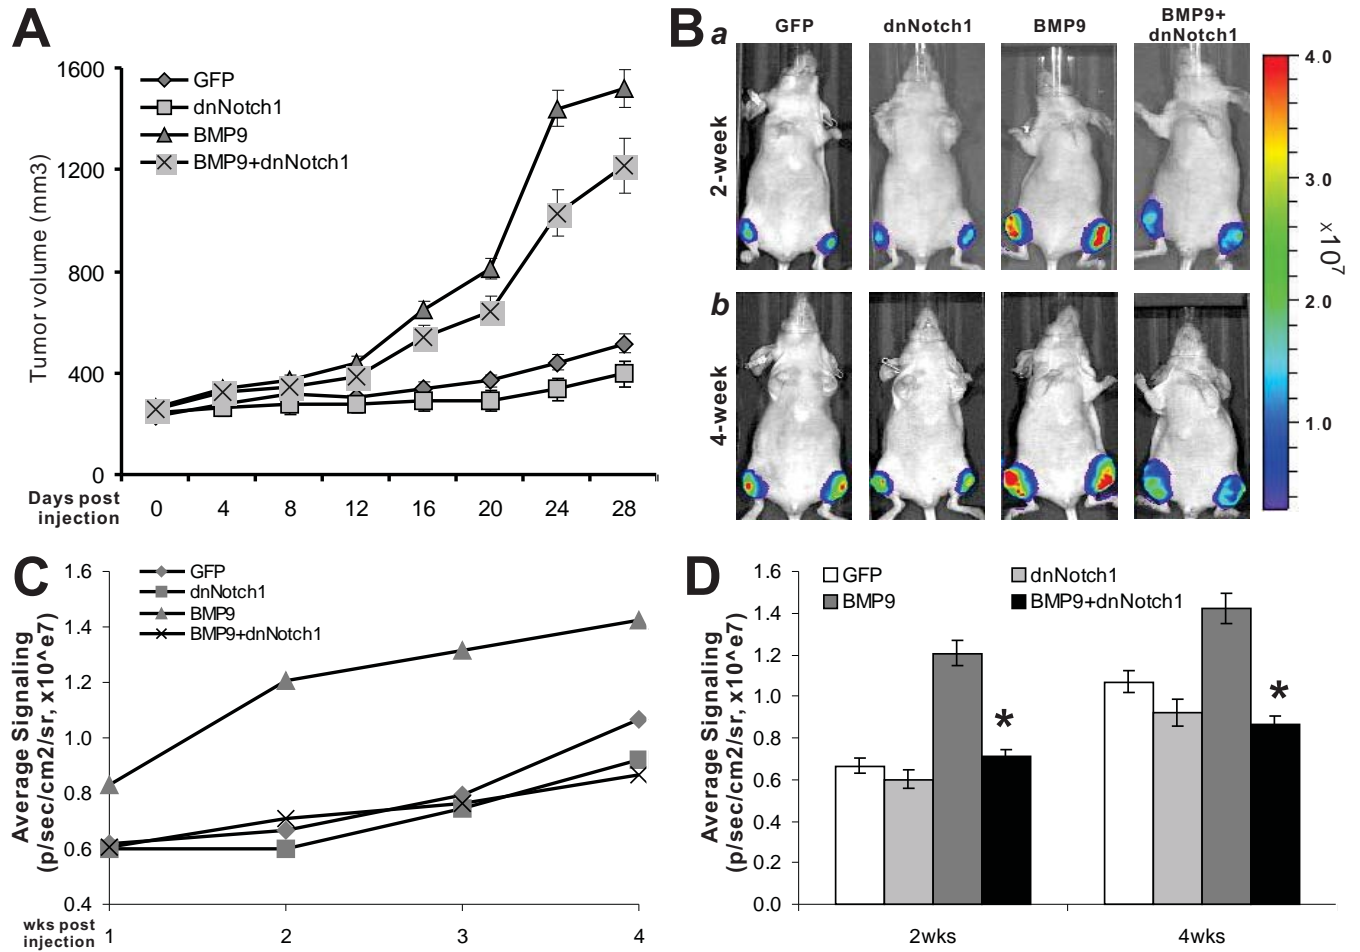 A
1600
1200
800
400
0
Tumor volume (mm3)
GFP
dnNotch1
BMP9
BMP9+dnNotch1
Days post
injection
0 4 8 12 16 20 24 28
B
a
GFP dnNotch1 BMP9 BMP9+
dnNotch1
2-week
b
4-week
4.0
3.0
2.0
1.0
x10^7
C
1.6
1.4
1.2
1.0
0.8
0.6
0.4
Average Signaling
(p/sec/cm2/sr, x10^e7)
GFP
dnNotch1
BMP9
BMP9+dnNotch1
wks post
injection
1 2 3 4
D
1.6
1.4
1.2
1.0
0.8
0.6
0.4
0.2
0.0
Average Signaling
(p/sec/cm2/sr, x10^e7)
GFP dnNotch1
BMP9 BMP9+dnNotch1
*
*
2wks 4wks